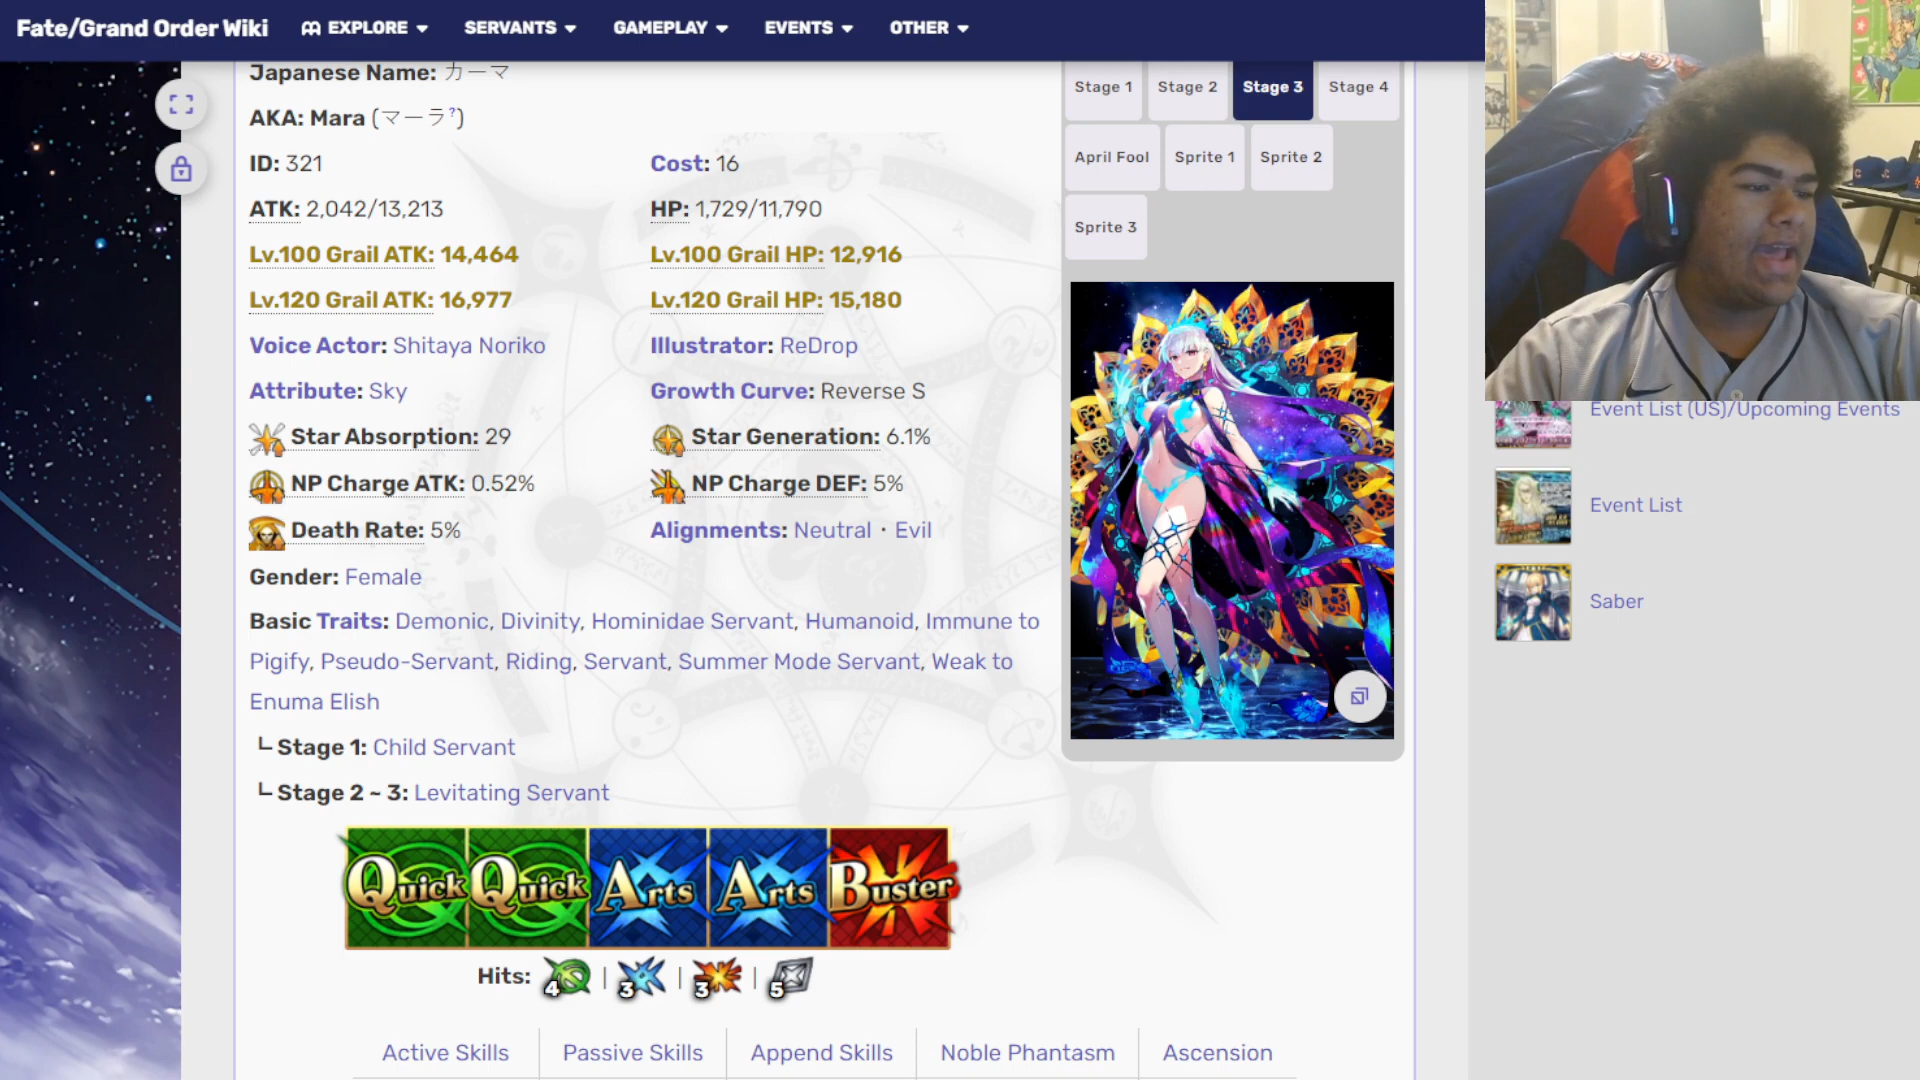 Fate/Grand Order Wiki EXPLORE SERVANTS GAMEPLAY EVENTS OTHER
Japanese Name: カーマ
AKA: Mara (マーラ?)
ID: 321 Cost: 16
ATK: 2,042/13,213 HP: 1,729/11,790
Lv.100 Grail ATK: 14,464 Lv.100 Grail HP: 12,916
Lv.120 Grail ATK: 16,977 Lv.120 Grail HP: 15,180
Voice Actor: Shitaya Noriko Illustrator: ReDrop
Attribute: Sky Growth Curve: Reverse S
Star Absorption: 29 Star Generation: 6.1%
NP Charge ATK: 0.52% NP Charge DEF: 5%
Death Rate: 5% Alignments: Neutral・Evil
Gender: Female
Basic Traits: Demonic, Divinity, Hominidae Servant, Humanoid, Immune to
Pigify, Pseudo-Servant, Riding, Servant, Summer Mode Servant, Weak to
Enuma Elish
┗ Stage 1: Child Servant
┗ Stage 2 ~ 3: Levitating Servant
Quick Quick Arts Arts Buster
Hits: 4 | 3 | 3 | 5
Active Skills Passive Skills Append Skills Noble Phantasm Ascension
Stage 1 Stage 2 Stage 3 Stage 4
April Fool Sprite 1 Sprite 2
Sprite 3
Event List (US)/Upcoming Events
Event List
Saber